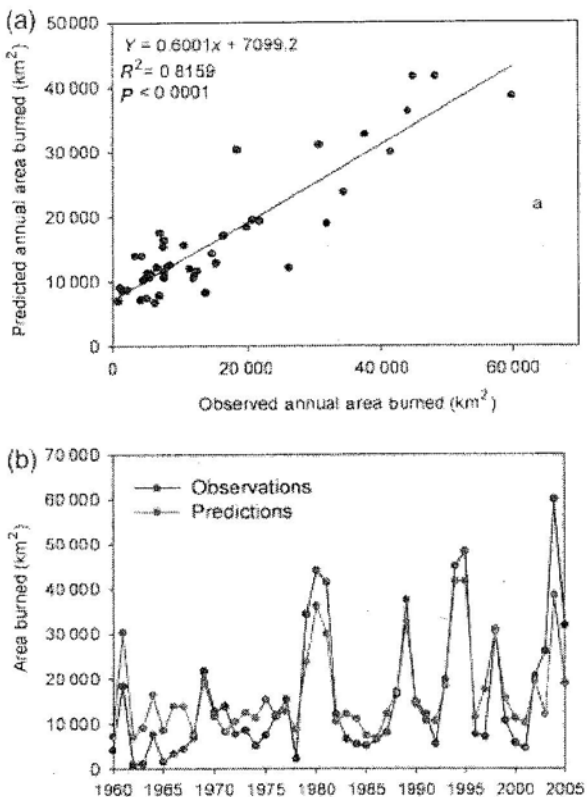 (a)
50 000
40 000
30 000
20 000
10 000
0
Predicted annual area burned (km²)
Y = 0.6001x + 7099.2
R² = 0.8159
P < 0.0001
a
0 20 000 40 000 60 000
Observed annual area burned (km²)
(b)
70 000
60 000
50 000
40 000
30 000
20 000
10 000
0
Area burned (km²)
Observations
Predictions
1960 1965 1970 1975 1980 1985 1990 1995 2000 2005